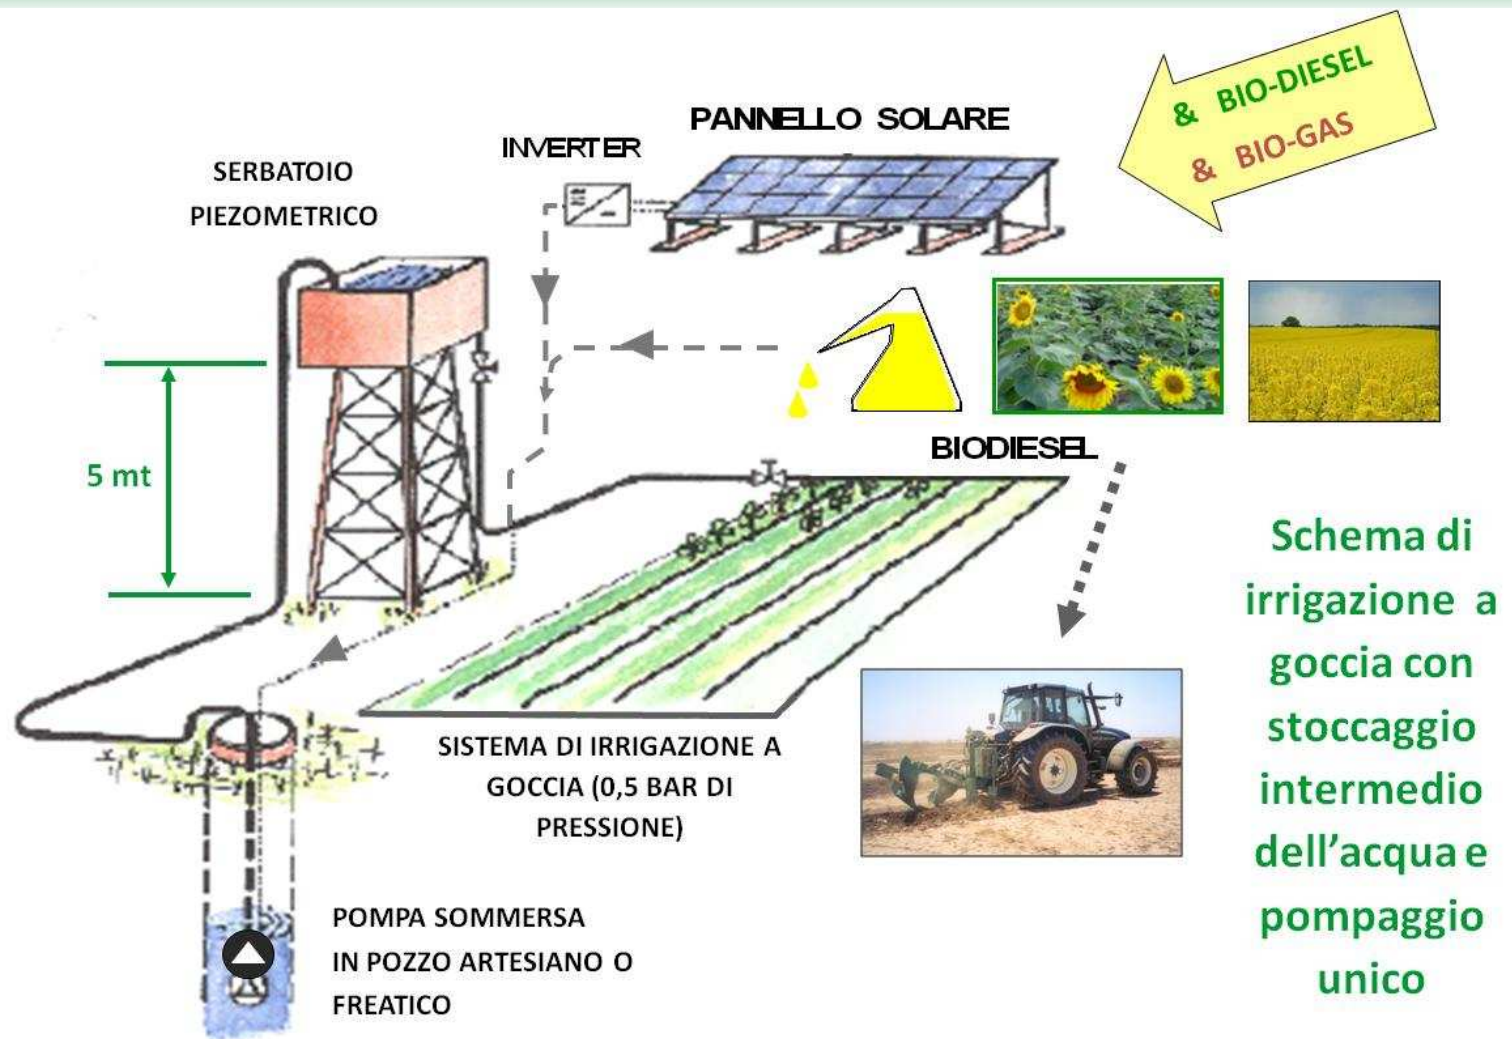 & BIO-DIESEL
& BIO-GAS
PANNELLO SOLARE
INVERTER
SERBATOIO
PIEZOMETRICO
5 mt
BIODIESEL
Schema di
irrigazione a
goccia con
stoccaggio
intermedio
dell'acqua e
pompaggio
unico
SISTEMA DI IRRIGAZIONE A
GOCCIA (0,5 BAR DI
PRESSIONE)
POMPA SOMMERSA
IN POZZO ARTESIANO O
FREATICO